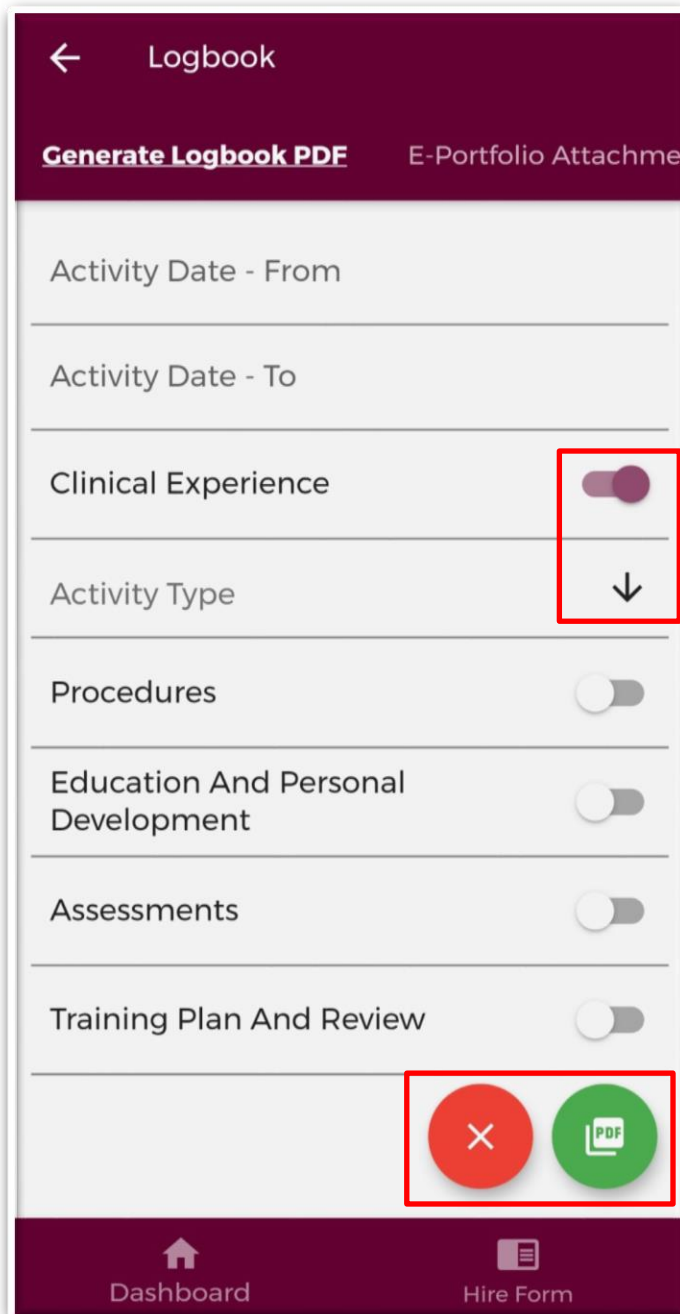 Logbook
Generate Logbook PDF E-Portfolio Attachme
Activity Date - From
Activity Date - To
Clinical Experience
Activity Type
Procedures
Education And Personal
Development
Assessments
Training Plan And Review
PDF
Dashboard Hire Form